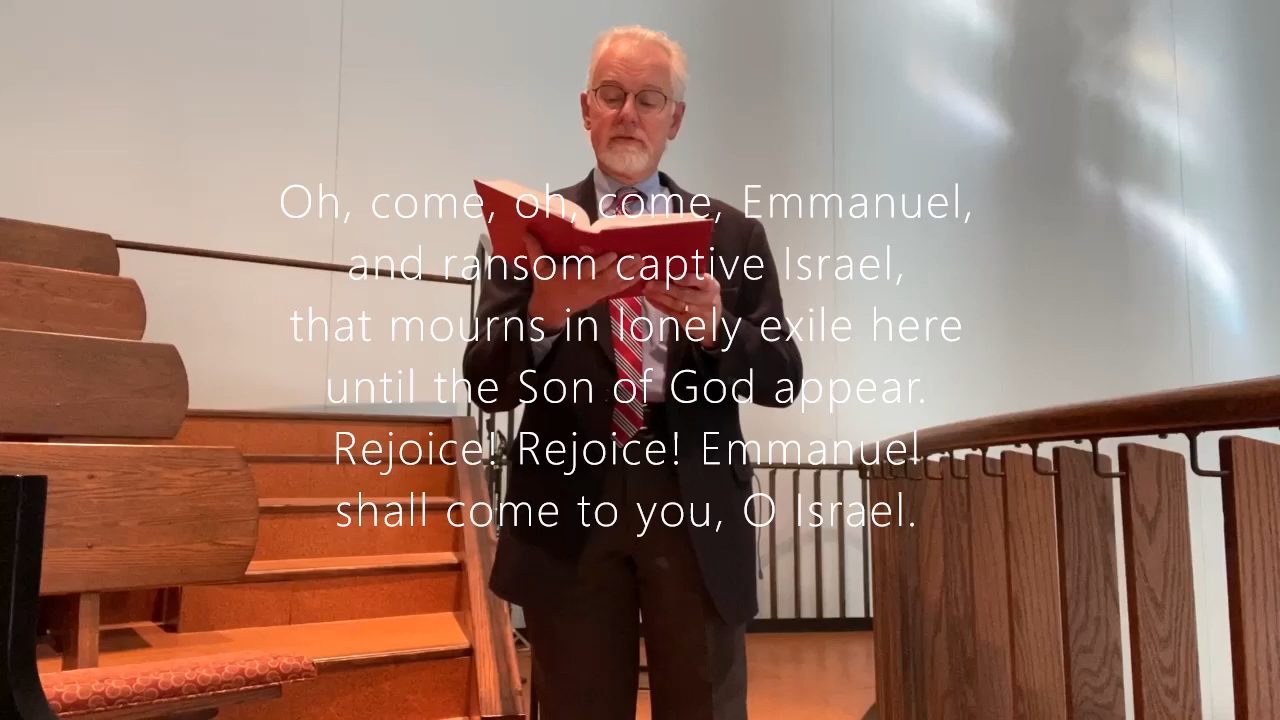 Oh, come, oh, come, Emmanuel,
and ransom captive Israel,
that mourns in lonely exile here
until the Son of God appear.
Rejoice! Rejoice! Emmanuel
shall come to you, O Israel.